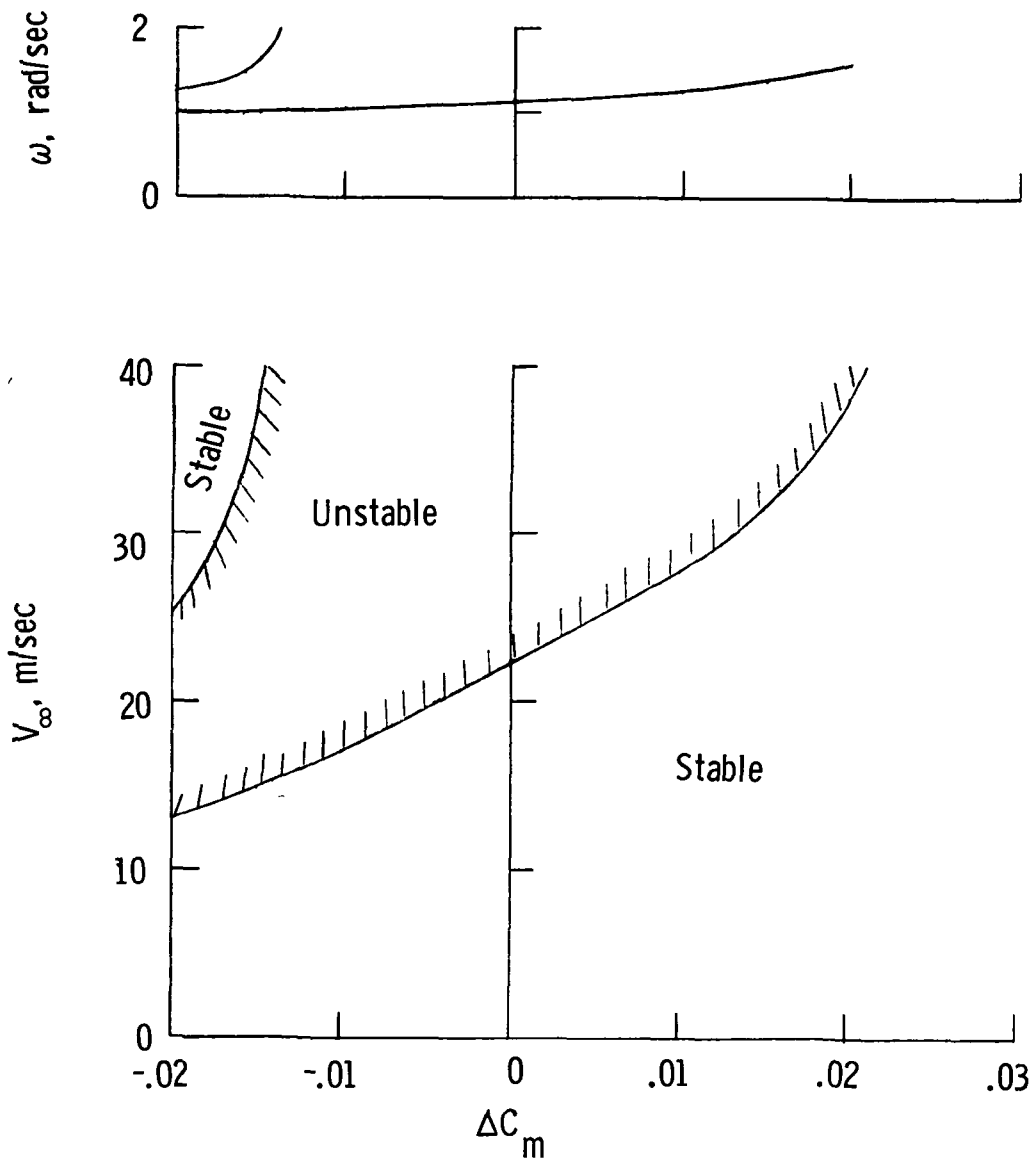 2
ω, rad/sec
0
40
Stable
Unstable
30
V∞, m/sec
20
Stable
10
0
-.02 -.01 0 .01 .02 .03
ΔCm